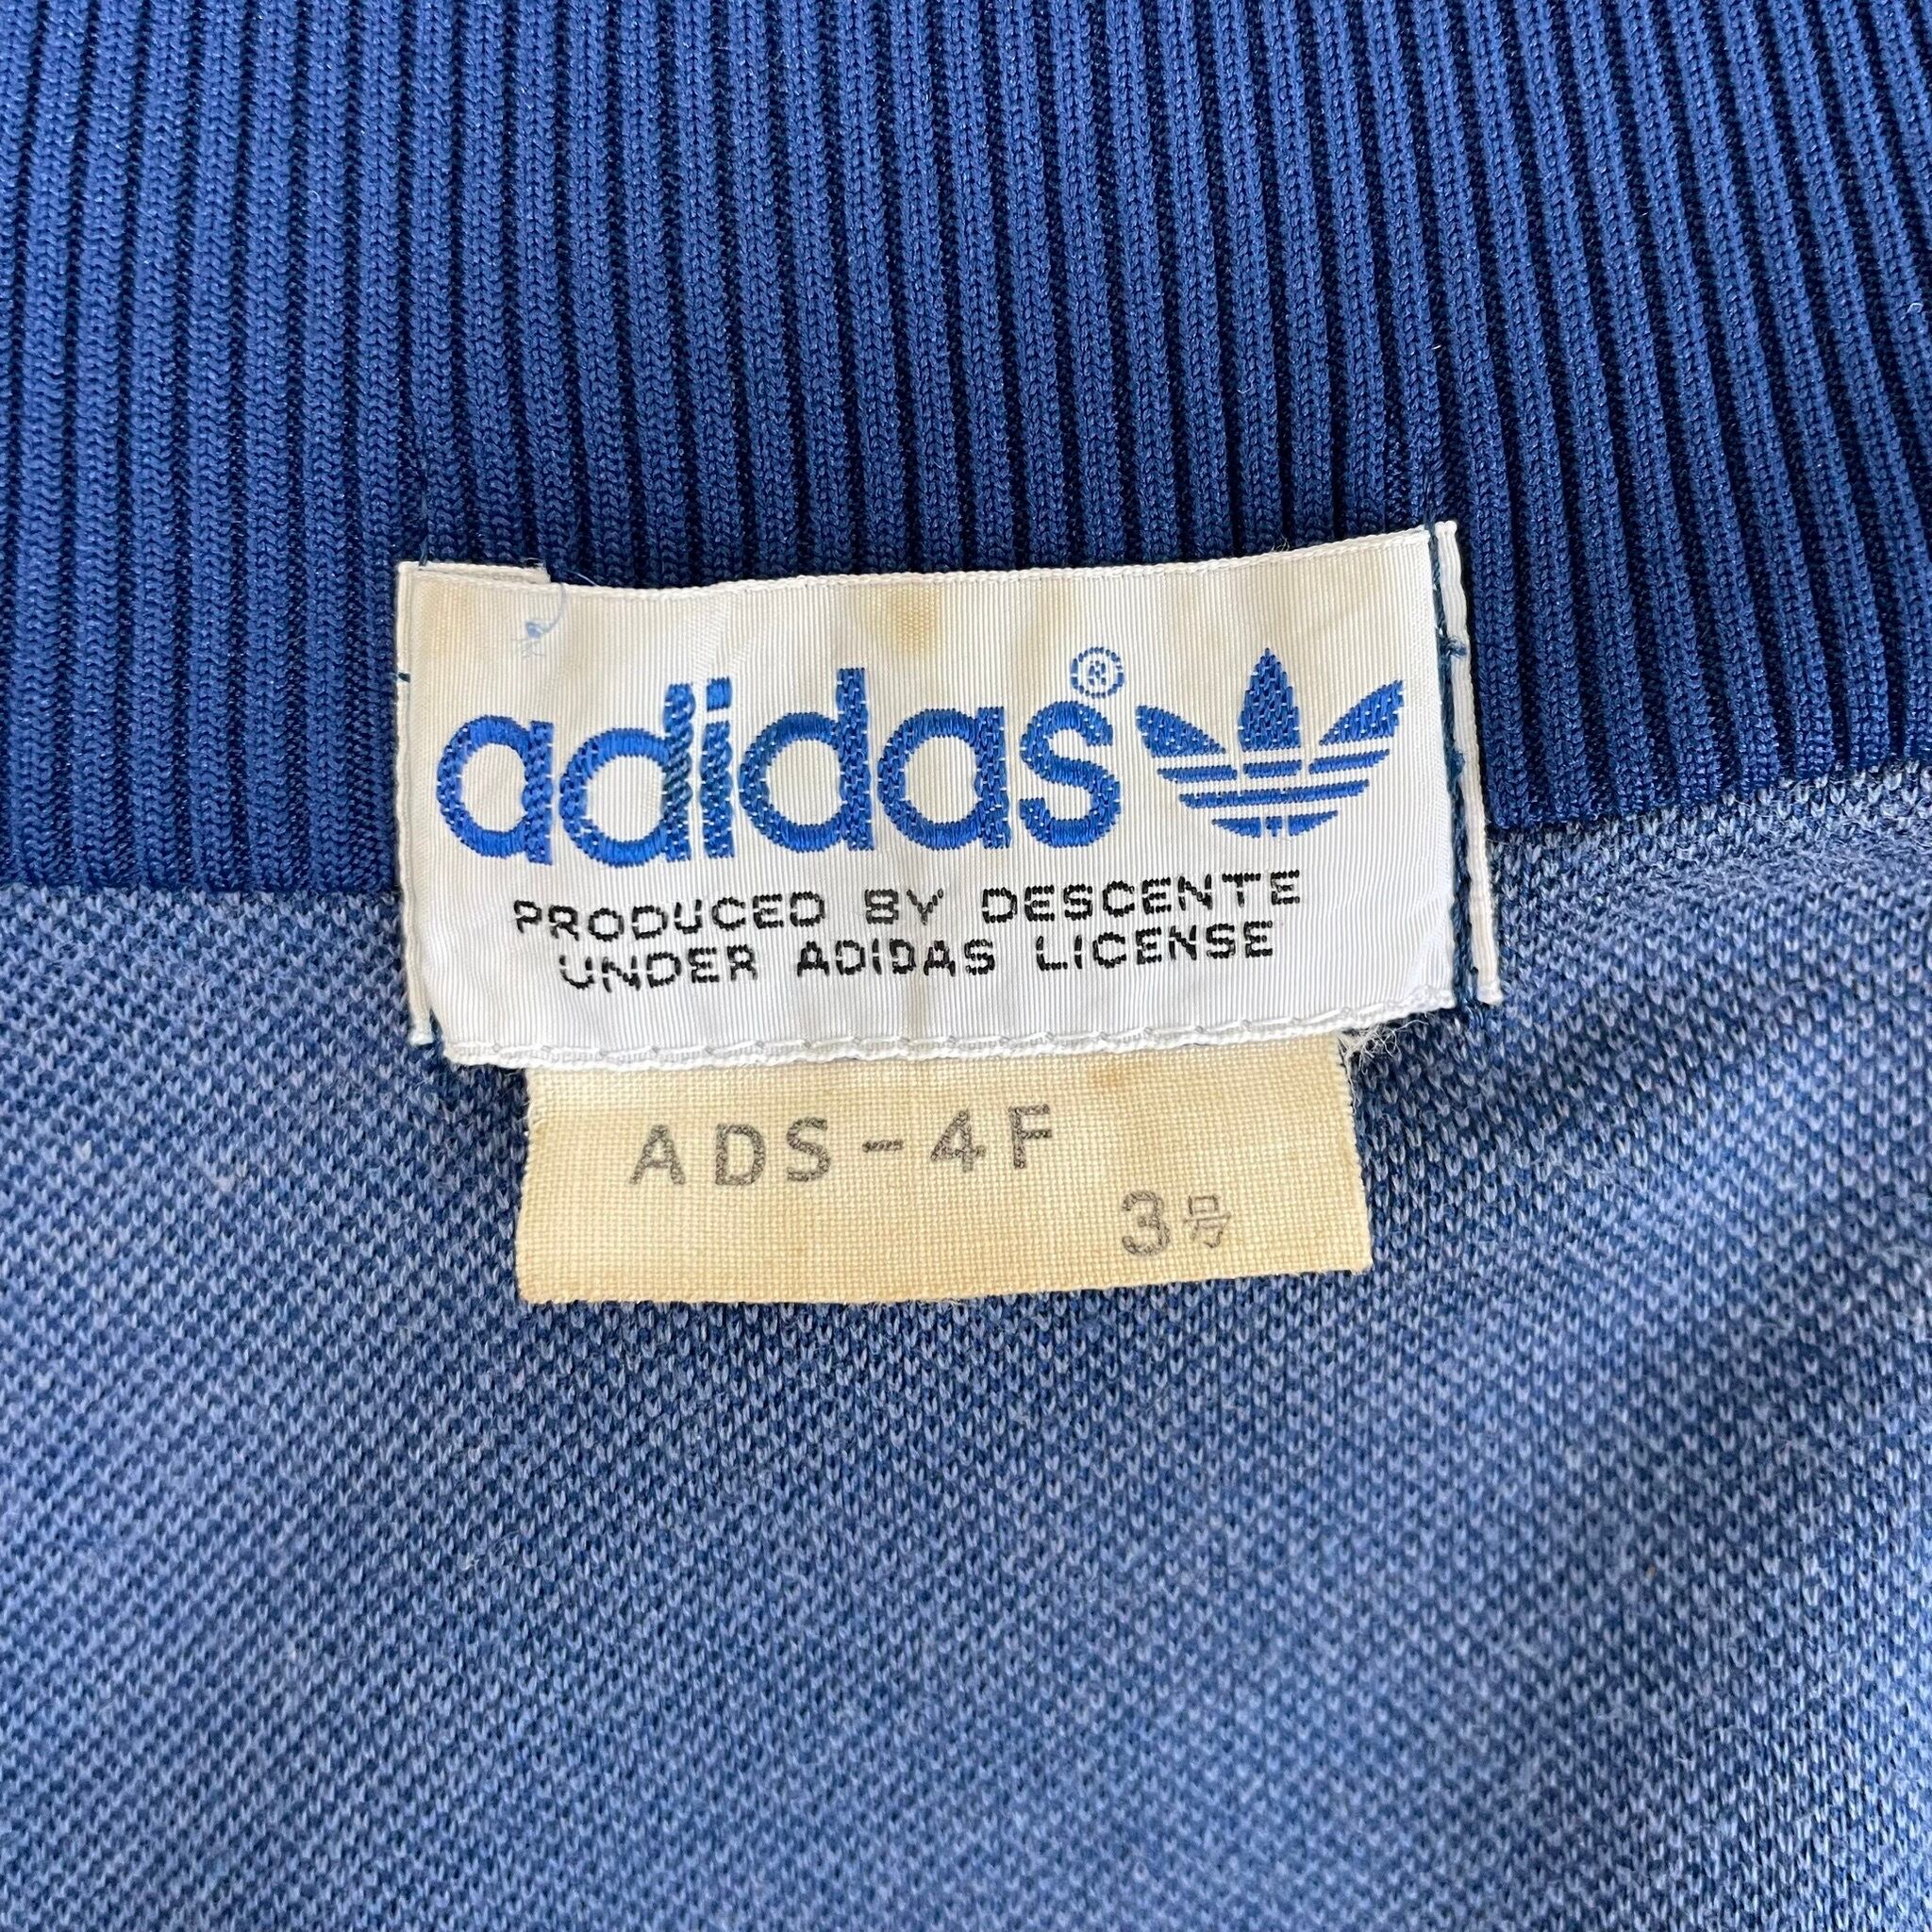 adidas®
PRODUCED BY DESCENTE
UNDER ADIDAS LICENSE
ADS-4F
3号